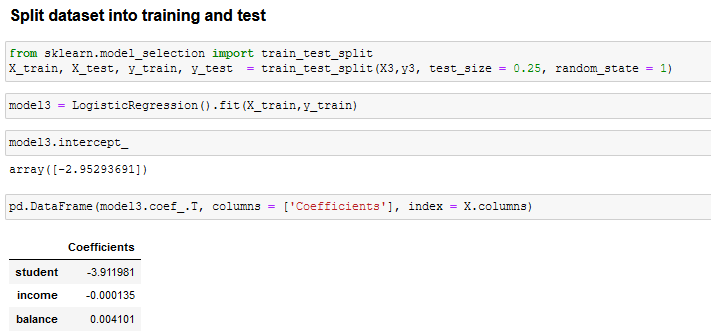 Split dataset into training and test
from sklearn.model_selection import train_test_split
X_train, X_test, y_train, y_test  = train_test_split(X3,y3, test_size = 0.25, random_state = 1)
model3 = LogisticRegression().fit(X_train,y_train)
model3.intercept_
array([-2.95293691])
pd.DataFrame(model3.coef_.T, columns = ['Coefficients'], index = X.columns)
Coefficients
student -3.911981
income -0.000135
balance 0.004101